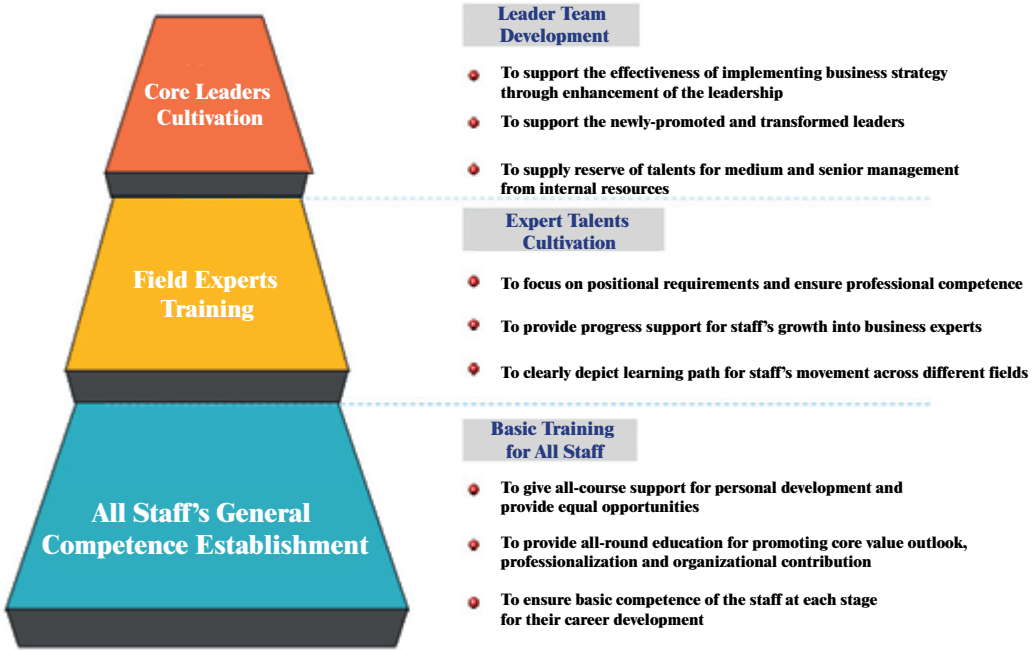 Leader Team
Development
Core Leaders
Cultivation
To support the effectiveness of implementing business strategy
through enhancement of the leadership
To support the newly-promoted and transformed leaders
To supply reserve of talents for medium and senior management
from internal resources
Expert Talents
Cultivation
Field Experts
Training
To focus on positional requirements and ensure professional competence
To provide progress support for staff's growth into business experts
To clearly depict learning path for staff's movement across different fields
Basic Training
for All Staff
All Staff's General
Competence Establishment
To give all-course support for personal development and
provide equal opportunities
To provide all-round education for promoting core value outlook,
professionalization and organizational contribution
To ensure basic competence of the staff at each stage
for their career development